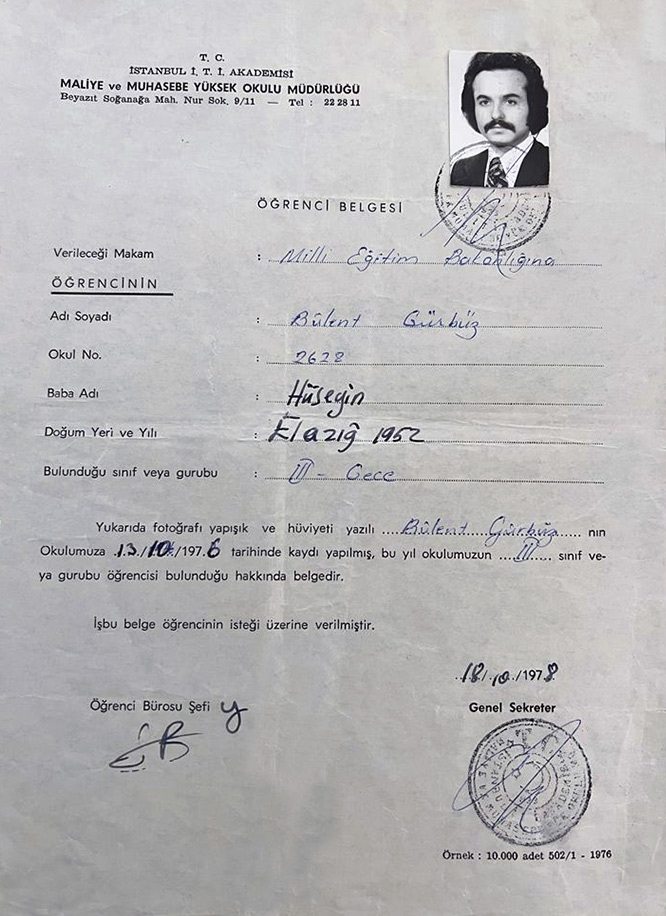 T. C.
İSTANBUL İ. T. İ. AKADEMİSİ
MALİYE ve MUHASEBE YÜKSEK OKULU MÜDÜRLÜĞÜ
Beyazıt Soğanağa Mah. Nur Sok. 9/11 — Tel : 22 28 11
ÖĞRENCİ BELGESİ
Verileceği Makam : Milli Eğitim Bakanlığına
ÖĞRENCİNİN
Adı Soyadı : Bülent Gürbüz
Okul No. : 2628
Baba Adı : Hüseyin
Doğum Yeri ve Yılı : Elazığ 1952
Bulunduğu sınıf veya gurubu : III - Gece
Yukarıda fotoğrafı yapışık ve hüviyeti yazılı ....Bülent Gürbüz.... nın
Okulumuza 13/10/1976 tarihinde kaydı yapılmış, bu yıl okulumuzun ....III.... sınıf ve-
ya gurubu öğrencisi bulunduğu hakkında belgedir.
İşbu belge öğrencinin isteği üzerine verilmiştir.
18/10/1978
Öğrenci Bürosu Şefi y
Genel Sekreter
Örnek : 10.000 adet 502/1 - 1976